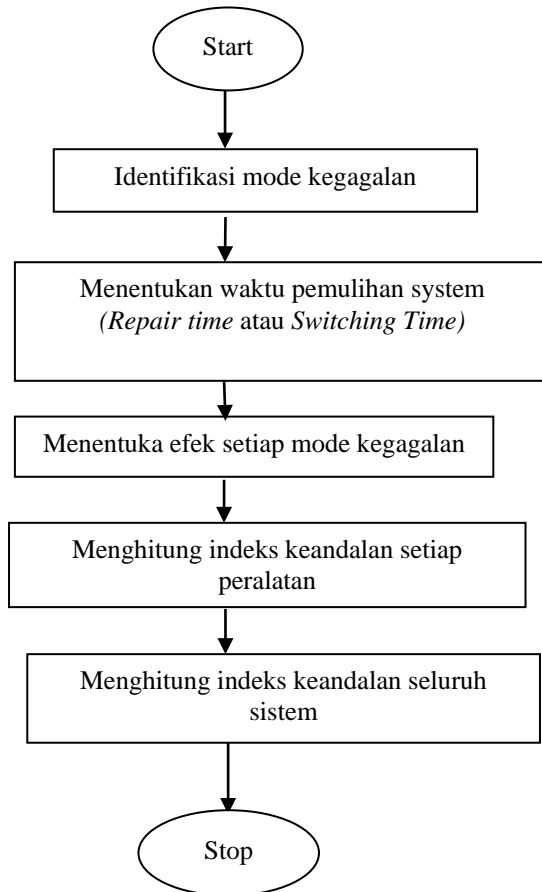 Start
Identifikasi mode kegagalan
Menentukan waktu pemulihan system
(Repair time atau Switching Time)
Menentuka efek setiap mode kegagalan
Menghitung indeks keandalan setiap
peralatan
Menghitung indeks keandalan seluruh
sistem
Stop